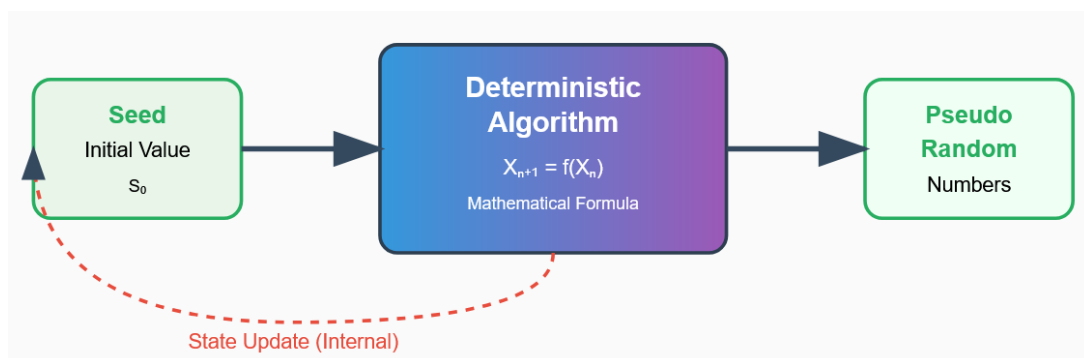 Seed
Initial Value
S₀
Deterministic
Algorithm
Xₙ₊₁ = f(Xₙ)
Mathematical Formula
Pseudo
Random
Numbers
State Update (Internal)